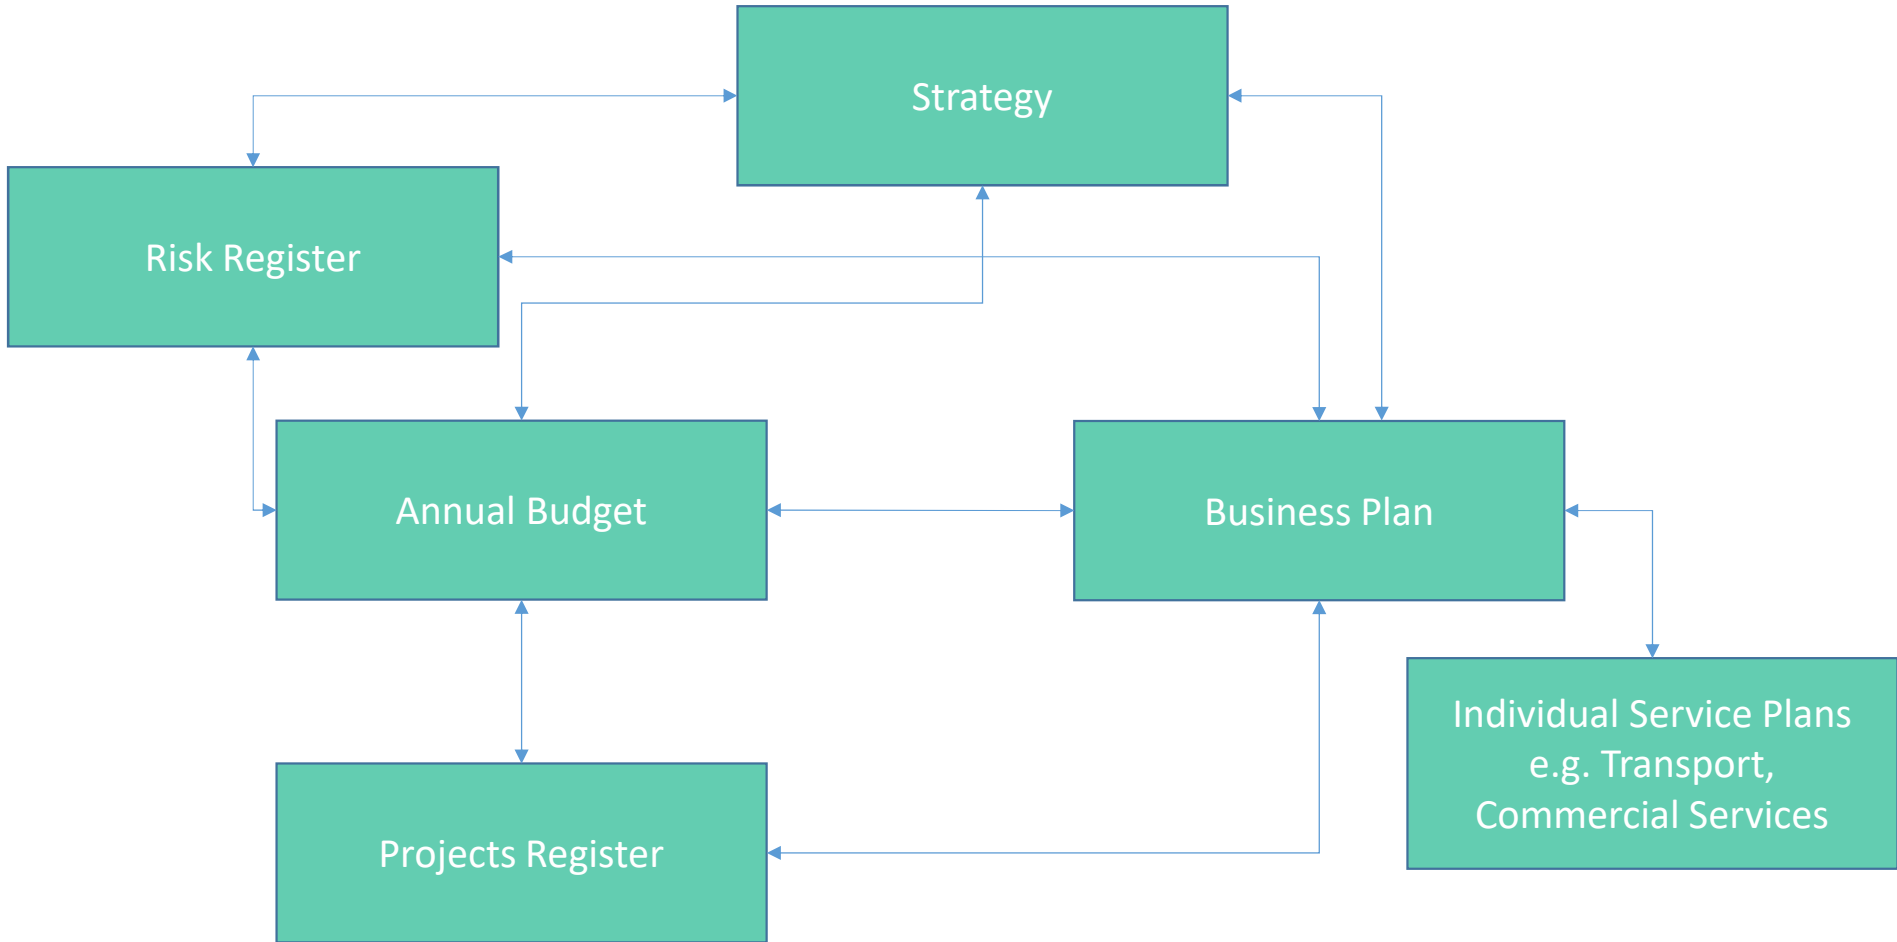 Strategy
Risk Register
Annual Budget
Business Plan
Individual Service Plans
e.g. Transport,
Commercial Services
Projects Register